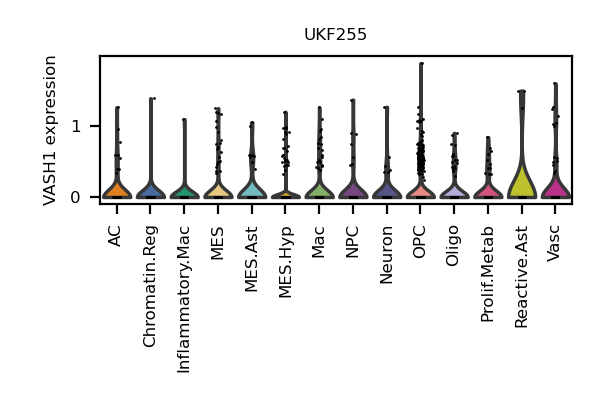 UKF255
VASH1 expression
1
0
AC
Chromatin.Reg
Inflammatory.Mac
MES
MES.Ast
MES.Hyp
Mac
NPC
Neuron
OPC
Oligo
Prolif.Metab
Reactive.Ast
Vasc